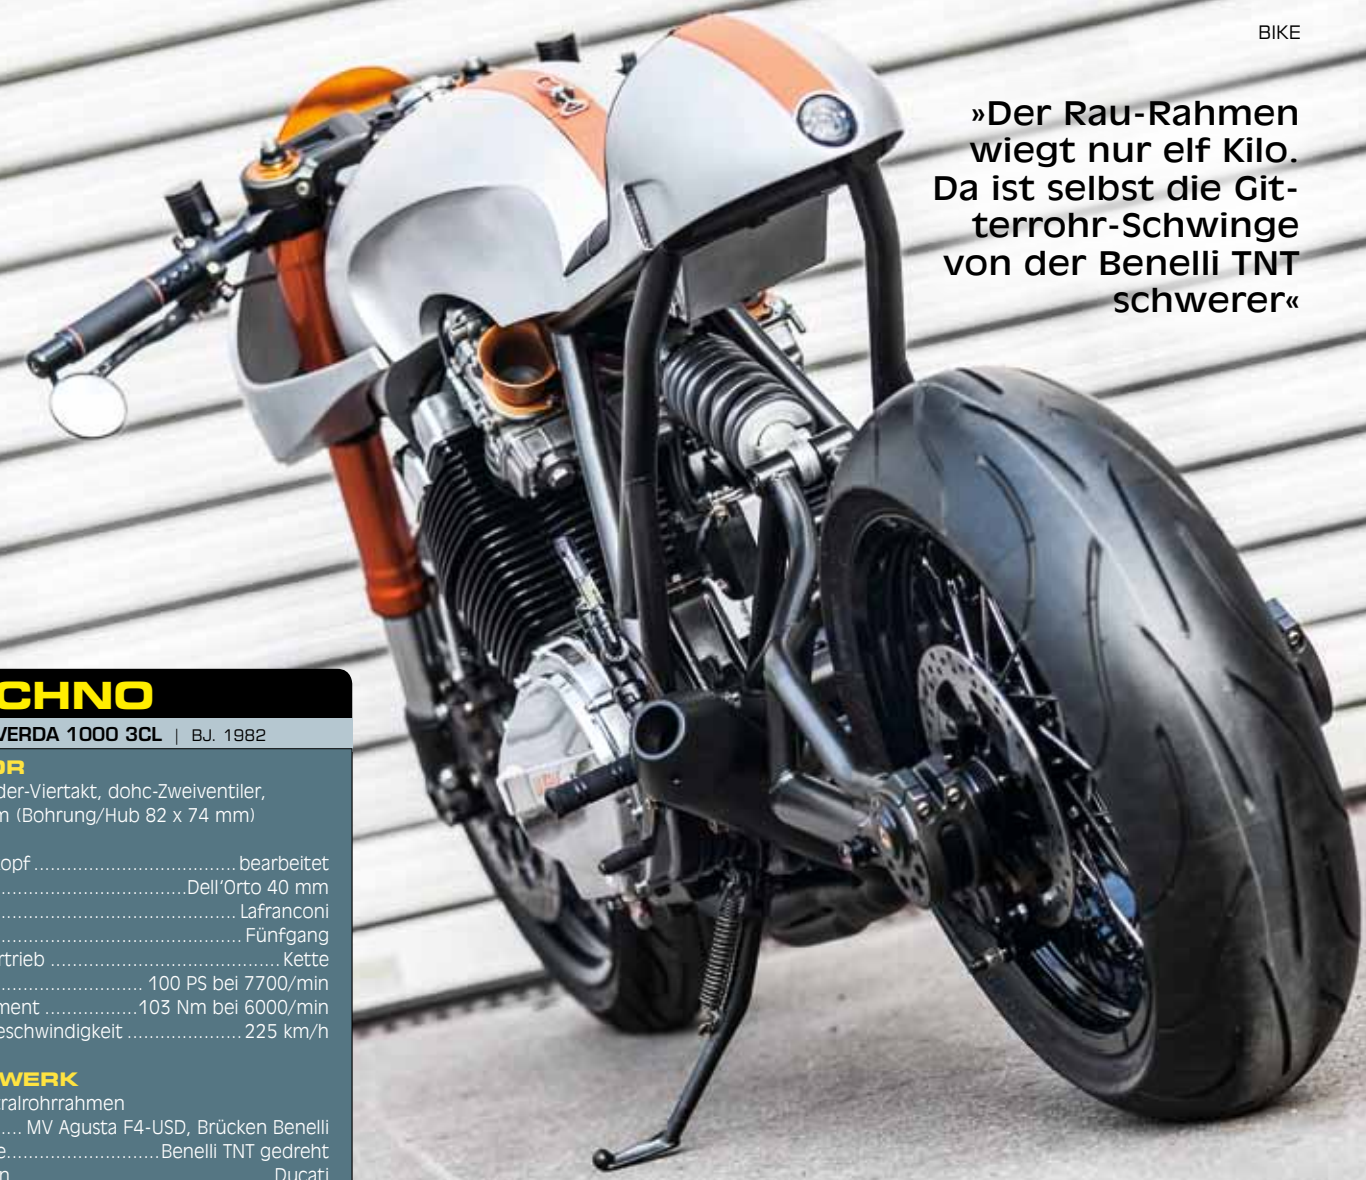 BIKE
»Der Rau-Rahmen
wiegt nur elf Kilo.
Da ist selbst die Git-
terrohr-Schwinge
von der Benelli TNT
schwerer«
CHNO
VERDA 1000 3CL | BJ. 1982
OR
der-Viertakt, dohc-Zweiventiler,
m (Bohrung/Hub 82 x 74 mm)
opf ................................... bearbeitet
................................Dell'Orto 40 mm
......................................... Lafranconi
.......................................... Fünfgang
rtrieb ........................................ Kette
......................... 100 PS bei 7700/min
ment .................103 Nm bei 6000/min
eschwindigkeit .................... 225 km/h
WERK
tralrohrrahmen
.... MV Agusta F4-USD, Brücken Benelli
e...........................Benelli TNT gedreht
n.............................................. Ducati